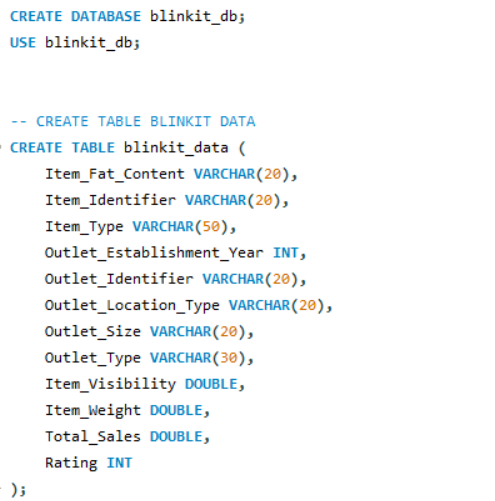 CREATE DATABASE blinkit_db;
USE blinkit_db;
-- CREATE TABLE BLINKIT DATA
CREATE TABLE blinkit_data (
Item_Fat_Content VARCHAR(20),
Item_Identifier VARCHAR(20),
Item_Type VARCHAR(50),
Outlet_Establishment_Year INT,
Outlet_Identifier VARCHAR(20),
Outlet_Location_Type VARCHAR(20),
Outlet_Size VARCHAR(20),
Outlet_Type VARCHAR(30),
Item_Visibility DOUBLE,
Item_Weight DOUBLE,
Total_Sales DOUBLE,
Rating INT
);